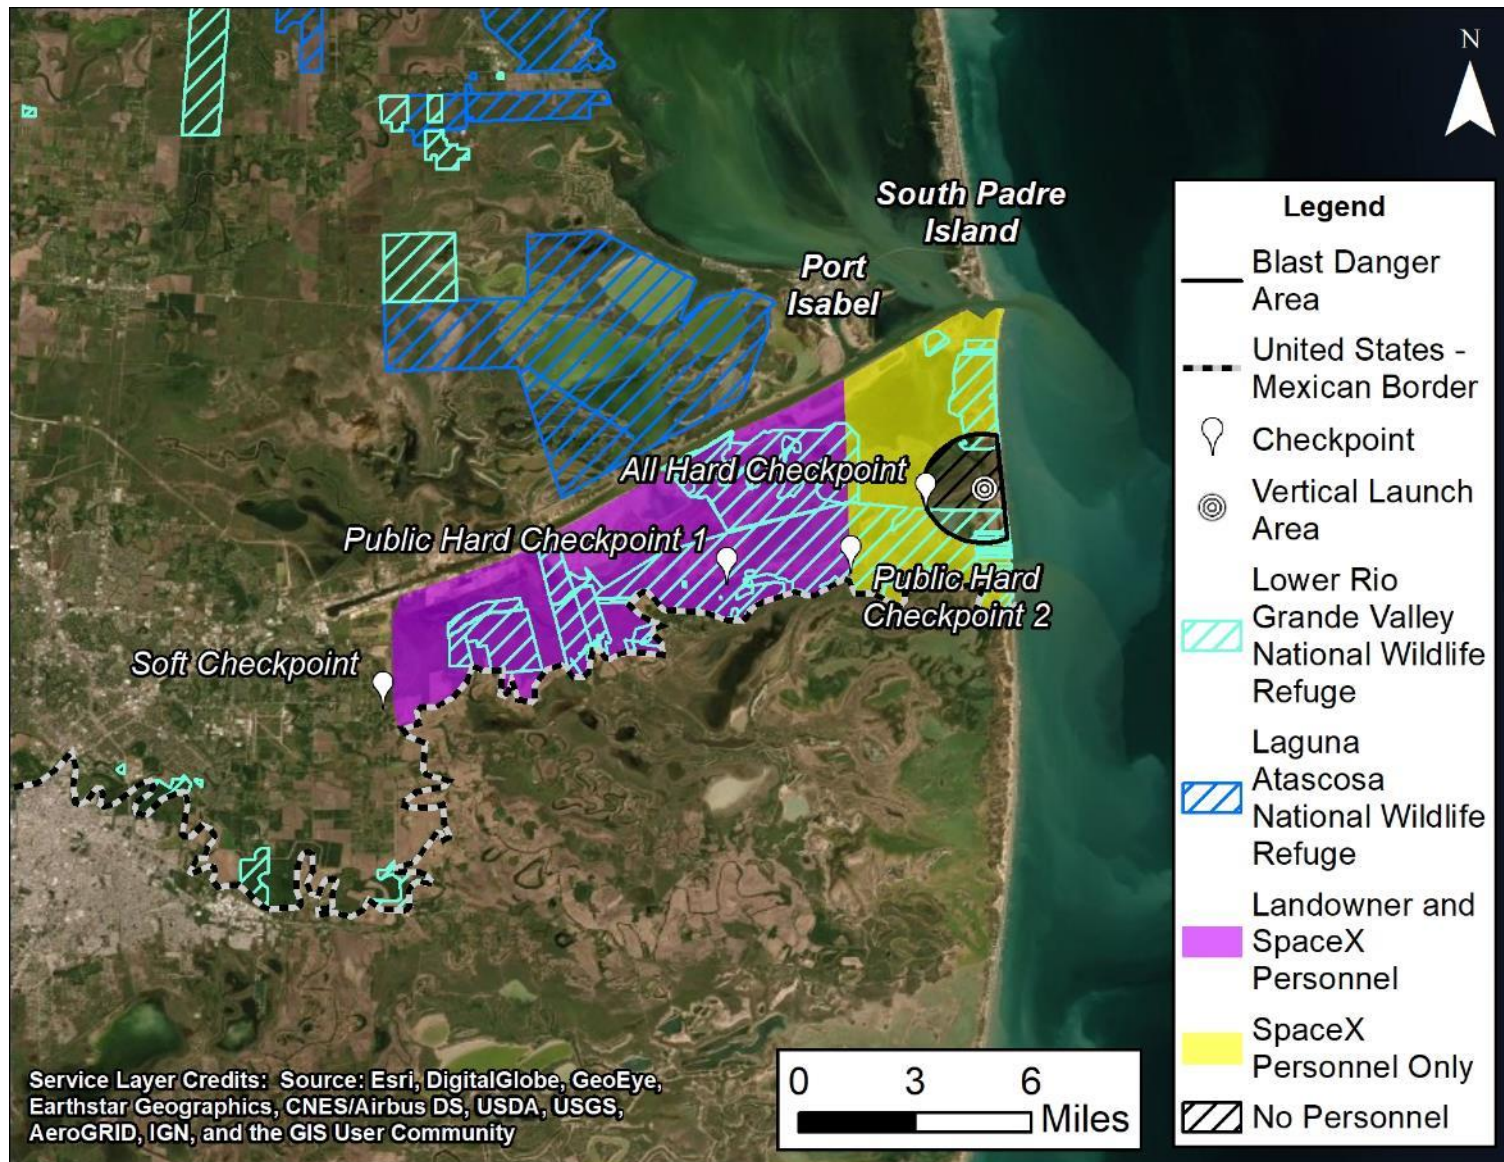 N
South Padre
Island
Port
Isabel
All Hard Checkpoint
Public Hard Checkpoint 1
Public Hard
Checkpoint 2
Soft Checkpoint
Legend
Blast Danger
Area
United States -
Mexican Border
Checkpoint
Vertical Launch
Area
Lower Rio
Grande Valley
National Wildlife
Refuge
Laguna
Atascosa
National Wildlife
Refuge
Landowner and
SpaceX
Personnel
SpaceX
Personnel Only
No Personnel
0 3 6
Miles
Service Layer Credits: Source: Esri, DigitalGlobe, GeoEye,
Earthstar Geographics, CNES/Airbus DS, USDA, USGS,
AeroGRID, IGN, and the GIS User Community